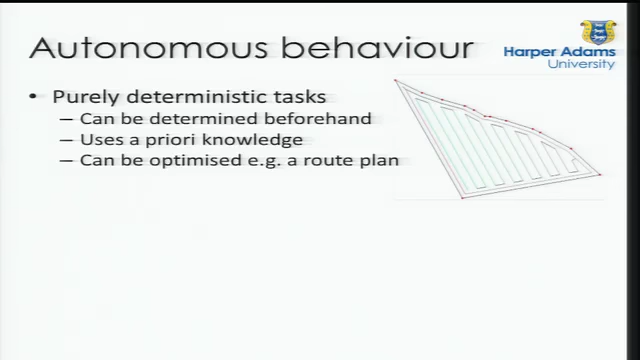 Autonomous behaviour
Harper Adams
University
• Purely deterministic tasks
– Can be determined beforehand
– Uses a priori knowledge
– Can be optimised e.g. a route plan